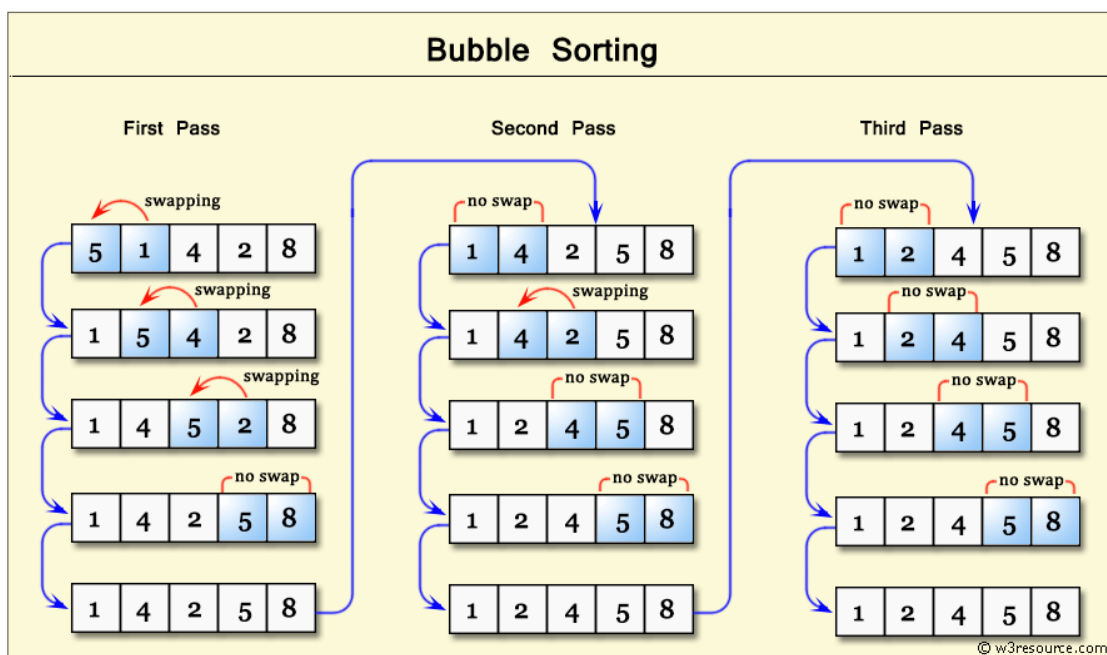 Bubble Sorting
First Pass
swapping
5 1 4 2 8
swapping
1 5 4 2 8
swapping
1 4 5 2 8
no swap
1 4 2 5 8
1 4 2 5 8
Second Pass
no swap
1 4 2 5 8
swapping
1 4 2 5 8
no swap
1 2 4 5 8
no swap
1 2 4 5 8
1 2 4 5 8
Third Pass
no swap
1 2 4 5 8
no swap
1 2 4 5 8
no swap
1 2 4 5 8
no swap
1 2 4 5 8
1 2 4 5 8
© w3resource.com